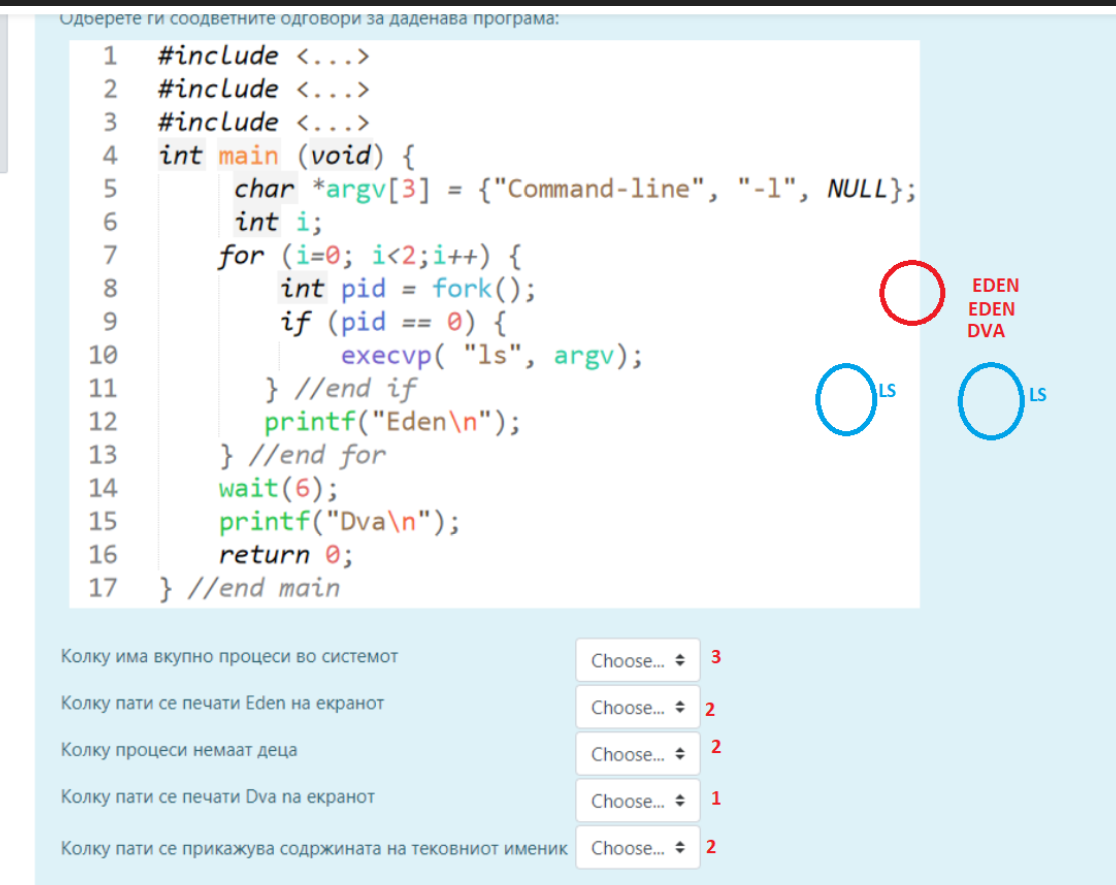 Одберете ги соодветните одговори за даденава програма:
1 #include <...>
2 #include <...>
3 #include <...>
4 int main (void) {
5 char *argv[3] = {"Command-line", "-l", NULL};
6 int i;
7 for (i=0; i<2;i++) {
8 int pid = fork();
9 if (pid == 0) {
10 execvp( "ls", argv);
11 } //end if
12 printf("Eden\n");
13 } //end for
14 wait(6);
15 printf("Dva\n");
16 return 0;
17 } //end main
EDEN
EDEN
DVA
LS
LS
Колку има вкупно процеси во системот Choose... 3
Колку пати се печати Eden на екранот Choose... 2
Колку процеси немаат деца Choose... 2
Колку пати се печати Dva na екранот Choose... 1
Колку пати се прикажува содржината на тековниот именик Choose... 2